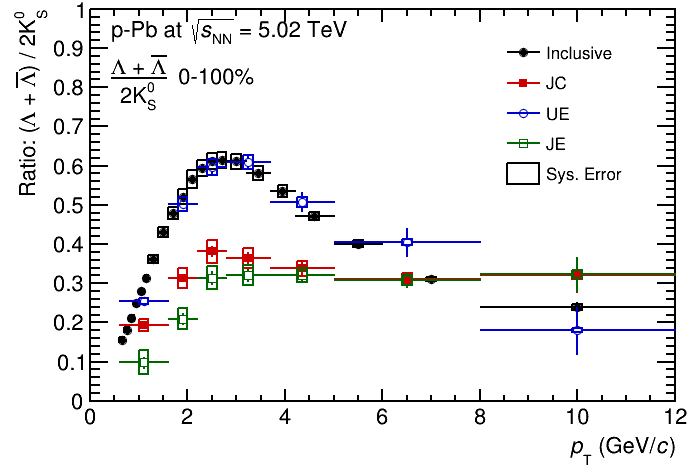 p-Pb at √s_NN = 5.02 TeV
Λ + Λ̅ / 2K⁰_S 0-100%
Inclusive
JC
UE
JE
Sys. Error
Ratio: (Λ + Λ̅) / 2K⁰_S
1
0.9
0.8
0.7
0.6
0.5
0.4
0.3
0.2
0.1
0
0 2 4 6 8 10 12
p_T (GeV/c)